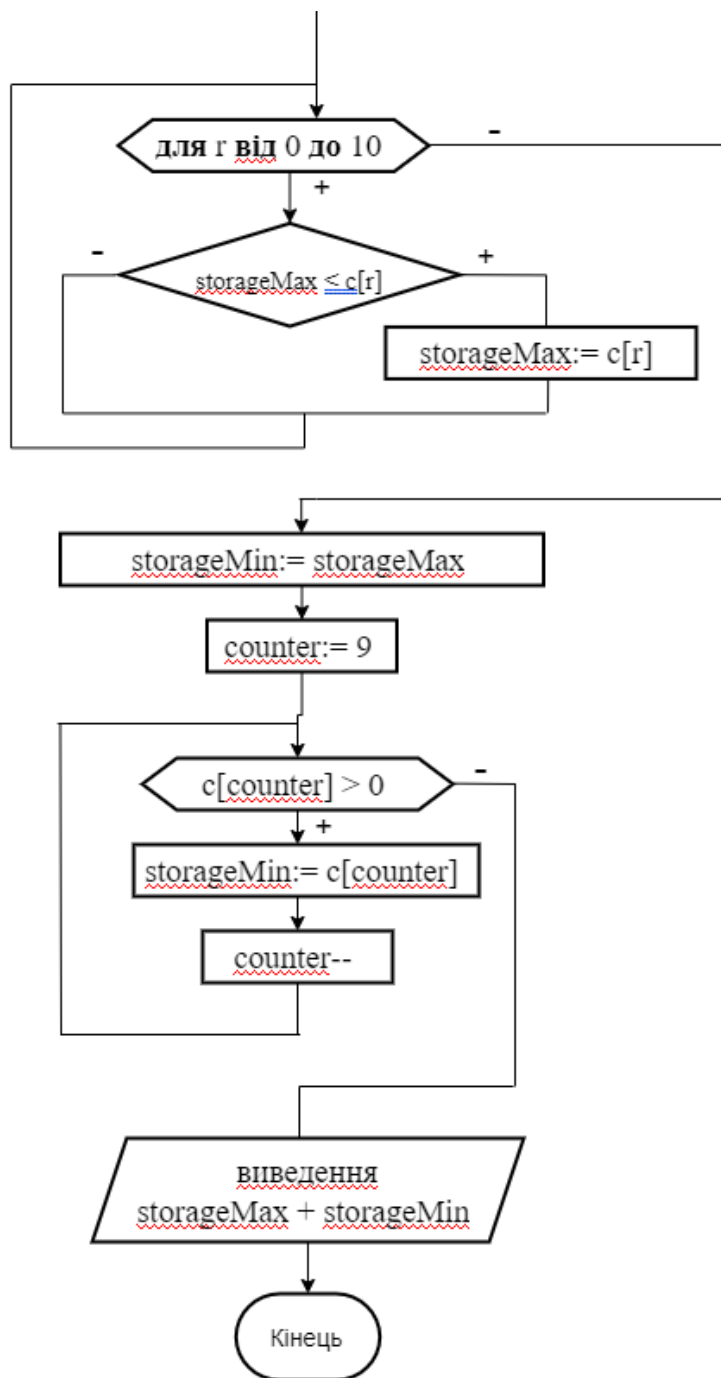 для r від 0 до 10
-
+
storageMax < c[r]
-
+
storageMax:= c[r]
storageMin:= storageMax
counter:= 9
c[counter] > 0
-
+
storageMin:= c[counter]
counter--
виведення
storageMax + storageMin
Кінець